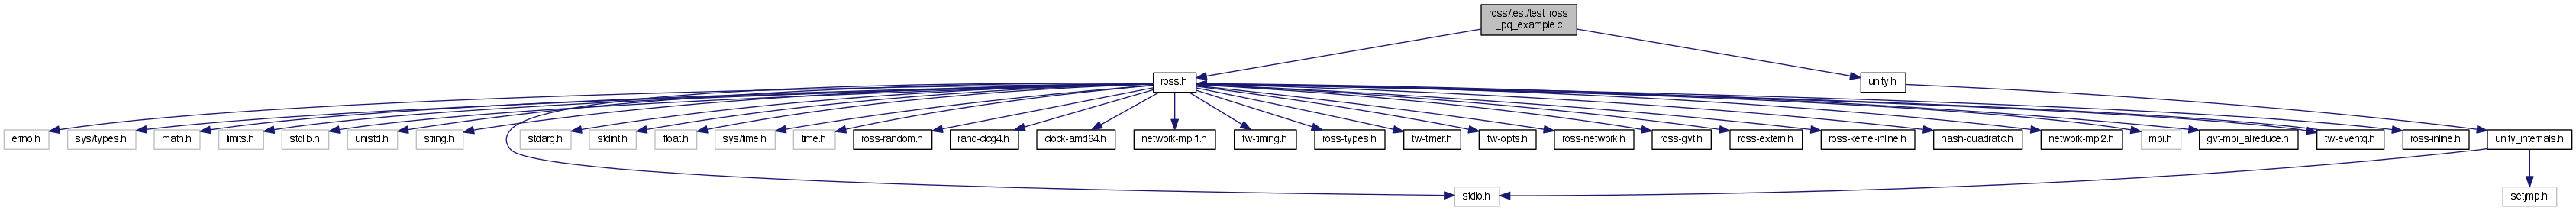 ross/test/test_ross
_pq_example.c
ross.h
unity.h
errno.h
sys/types.h
math.h
limits.h
stdlib.h
unistd.h
string.h
stdarg.h
stdint.h
float.h
sys/time.h
time.h
ross-random.h
rand-clcg4.h
clock-amd64.h
network-mpi1.h
tw-timing.h
ross-types.h
tw-timer.h
tw-opts.h
ross-network.h
ross-gvt.h
ross-extern.h
ross-kernel-inline.h
hash-quadratic.h
network-mpi2.h
mpi.h
gvt-mpi_allreduce.h
tw-eventq.h
ross-inline.h
unity_internals.h
stdio.h
setjmp.h